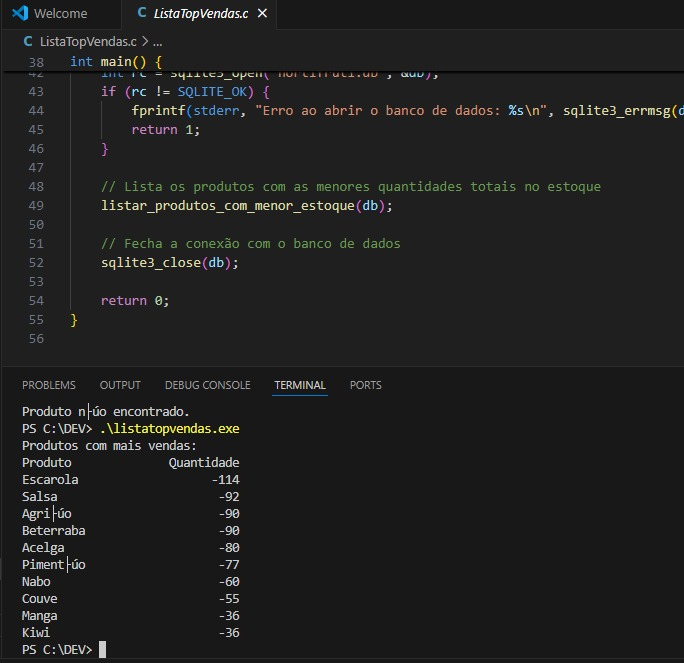 Welcome
C ListaTopVendas.c ×
C ListaTopVendas.c > ...
38 int main() {
42 int rc = sqlite3_open("hortifruti.db", &db);
43 if (rc != SQLITE_OK) {
44 fprintf(stderr, "Erro ao abrir o banco de dados: %s\n", sqlite3_errmsg(d
45 return 1;
46 }
47
48 // Lista os produtos com as menores quantidades totais no estoque
49 listar_produtos_com_menor_estoque(db);
50
51 // Fecha a conexão com o banco de dados
52 sqlite3_close(db);
53
54 return 0;
55 }
56
PROBLEMS OUTPUT DEBUG CONSOLE TERMINAL PORTS
Produto n├úo encontrado.
PS C:\DEV> .\listatopvendas.exe
Produtos com mais vendas:
Produto Quantidade
Escarola -114
Salsa -92
Agri├úo -90
Beterraba -90
Acelga -80
Piment├úo -77
Nabo -60
Couve -55
Manga -36
Kiwi -36
PS C:\DEV>